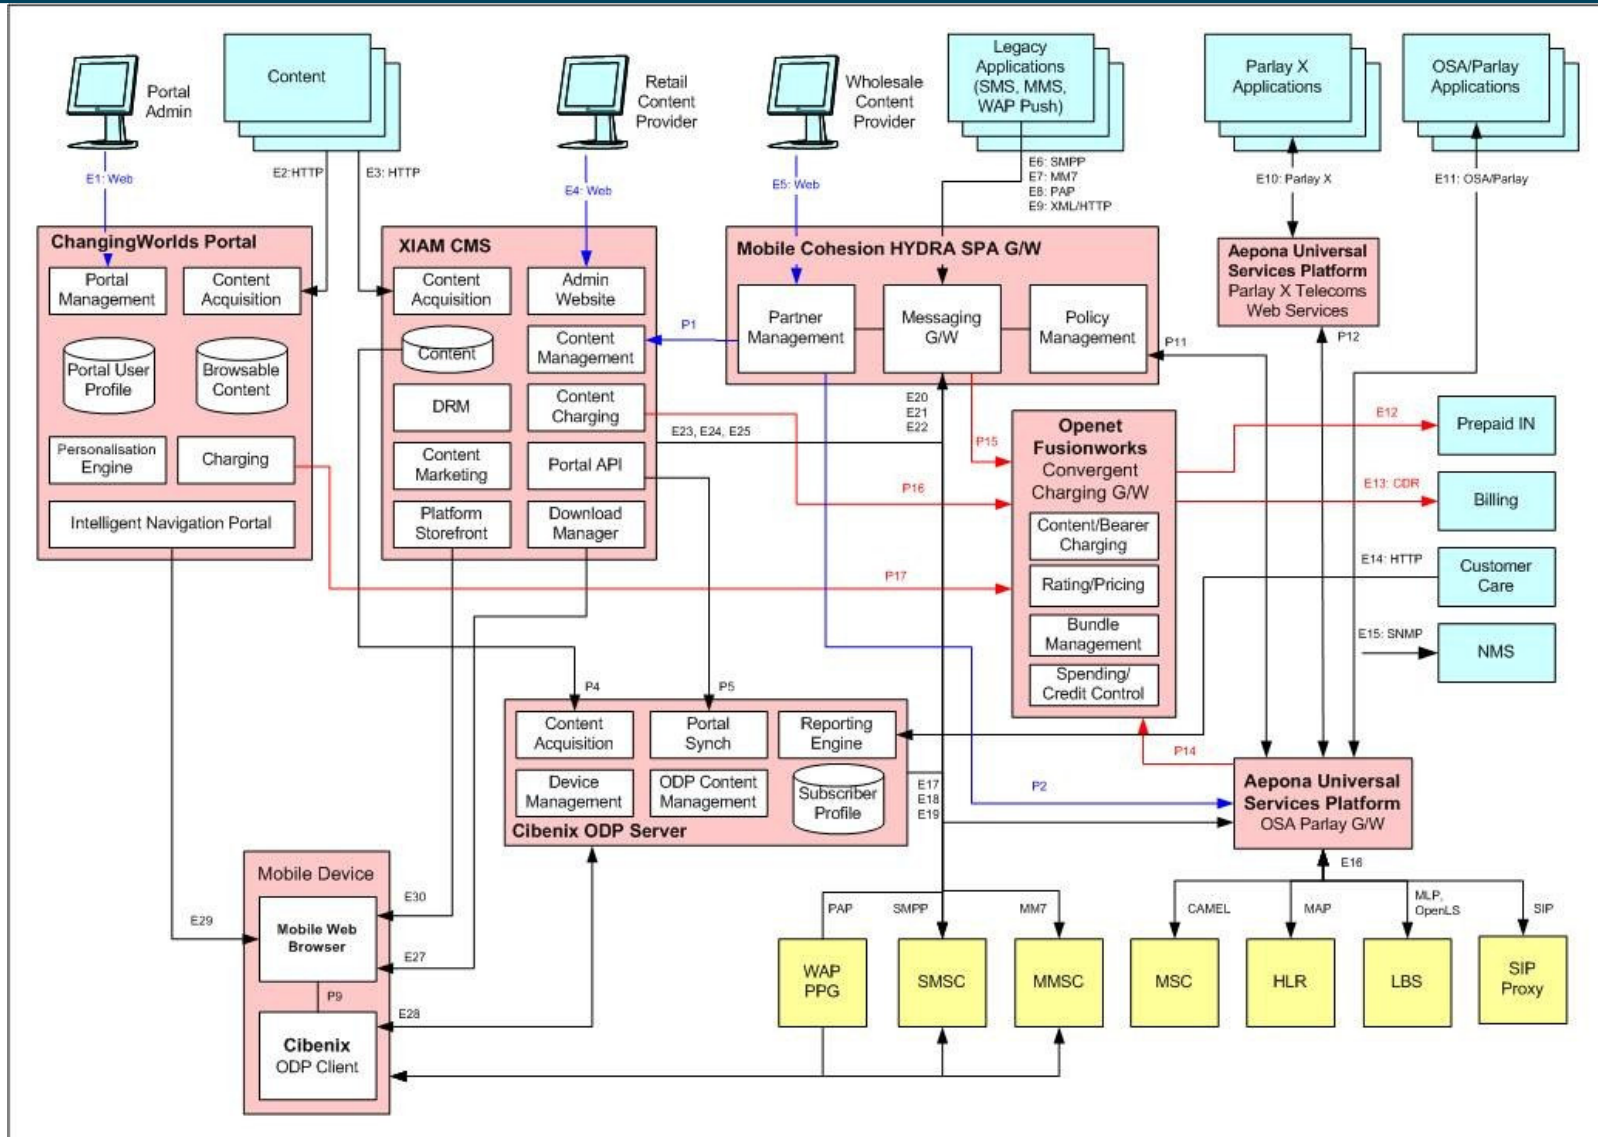 Portal
Admin
Content
Retail
Content
Provider
Wholesale
Content
Provider
Legacy
Applications
(SMS, MMS,
WAP Push)
Parlay X
Applications
OSA/Parlay
Applications
E1: Web
E2:HTTP
E3: HTTP
E4: Web
E5: Web
E6: SMPP
E7: MM7
E8: PAP
E9: XML/HTTP
E10: Parlay X
E11: OSA/Parlay
ChangingWorlds Portal
Portal
Management
Content
Acquisition
Portal User
Profile
Browsable
Content
Personalisation
Engine
Charging
Intelligent Navigation Portal
XIAM CMS
Content
Acquisition
Admin
Website
Content
Content
Management
DRM
Content
Charging
Content
Marketing
Portal API
Platform
Storefront
Download
Manager
Mobile Cohesion HYDRA SPA G/W
Partner
Management
Messaging
G/W
Policy
Management
P1
P11
Aepona Universal
Services Platform
Parlay X Telecoms
Web Services
P12
E20
E21
E22
E23, E24, E25
P15
P16
P17
Openet
Fusionworks
Convergent
Charging G/W
Content/Bearer
Charging
Rating/Pricing
Bundle
Management
Spending/
Credit Control
E12
Prepaid IN
E13: CDR
Billing
E14: HTTP
Customer
Care
E15: SNMP
NMS
P4
P5
Content
Acquisition
Portal
Synch
Reporting
Engine
Device
Management
ODP Content
Management
Subscriber
Profile
Cibenix ODP Server
E17
E18
E19
P14
P2
Aepona Universal
Services Platform
OSA Parlay G/W
E16
Mobile Device
Mobile Web
Browser
P9
Cibenix
ODP Client
E29
E30
E27
E28
PAP
SMPP
MM7
CAMEL
MAP
MLP,
OpenLS
SIP
WAP
PPG
SMSC
MMSC
MSC
HLR
LBS
SIP
Proxy